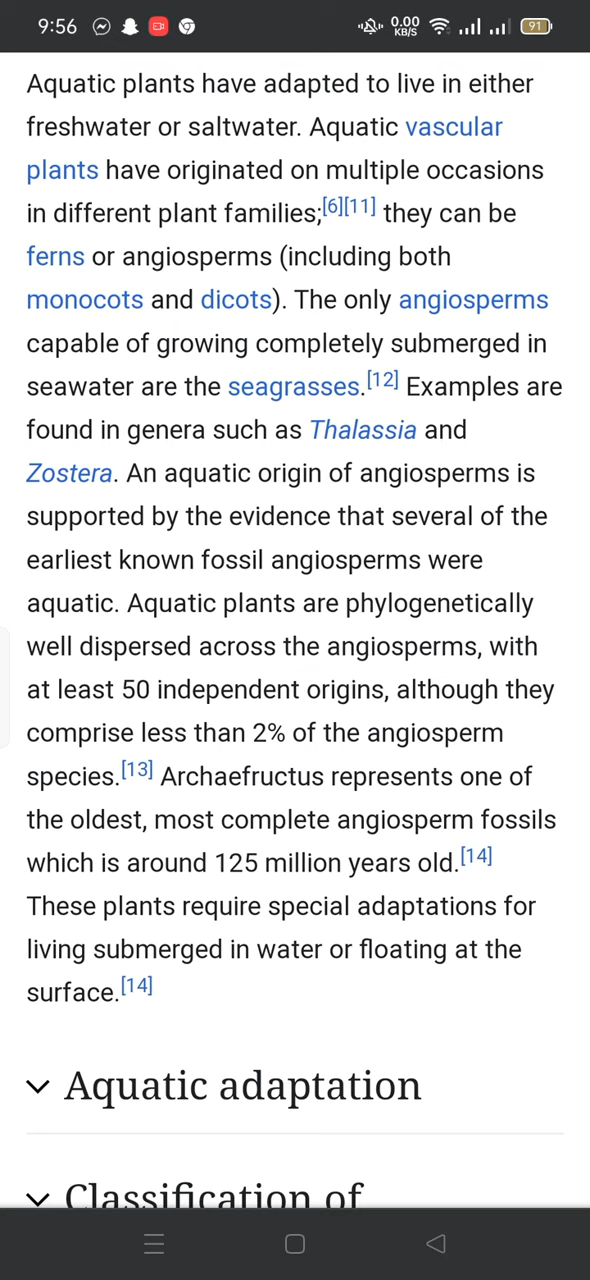 9:56 0.00 KB/S 91
Aquatic plants have adapted to live in either
freshwater or saltwater. Aquatic vascular
plants have originated on multiple occasions
in different plant families;[6][11] they can be
ferns or angiosperms (including both
monocots and dicots). The only angiosperms
capable of growing completely submerged in
seawater are the seagrasses.[12] Examples are
found in genera such as Thalassia and
Zostera. An aquatic origin of angiosperms is
supported by the evidence that several of the
earliest known fossil angiosperms were
aquatic. Aquatic plants are phylogenetically
well dispersed across the angiosperms, with
at least 50 independent origins, although they
comprise less than 2% of the angiosperm
species.[13] Archaefructus represents one of
the oldest, most complete angiosperm fossils
which is around 125 million years old.[14]
These plants require special adaptations for
living submerged in water or floating at the
surface.[14]
Aquatic adaptation
Classification of